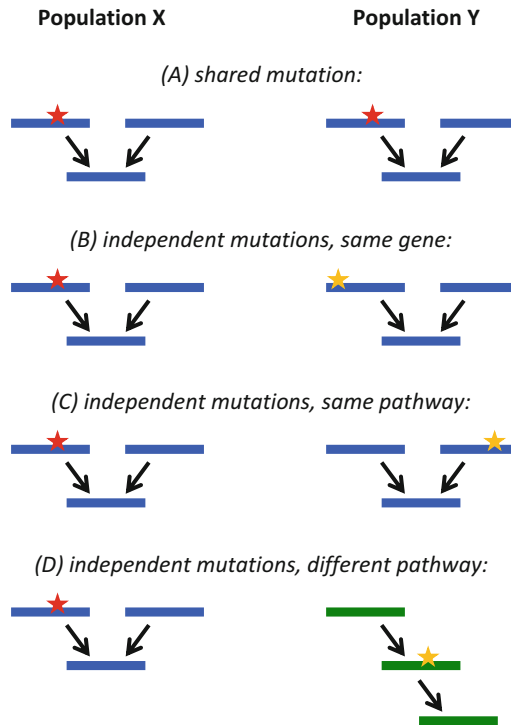 Population X Population Y
(A) shared mutation:
(B) independent mutations, same gene:
(C) independent mutations, same pathway:
(D) independent mutations, different pathway: